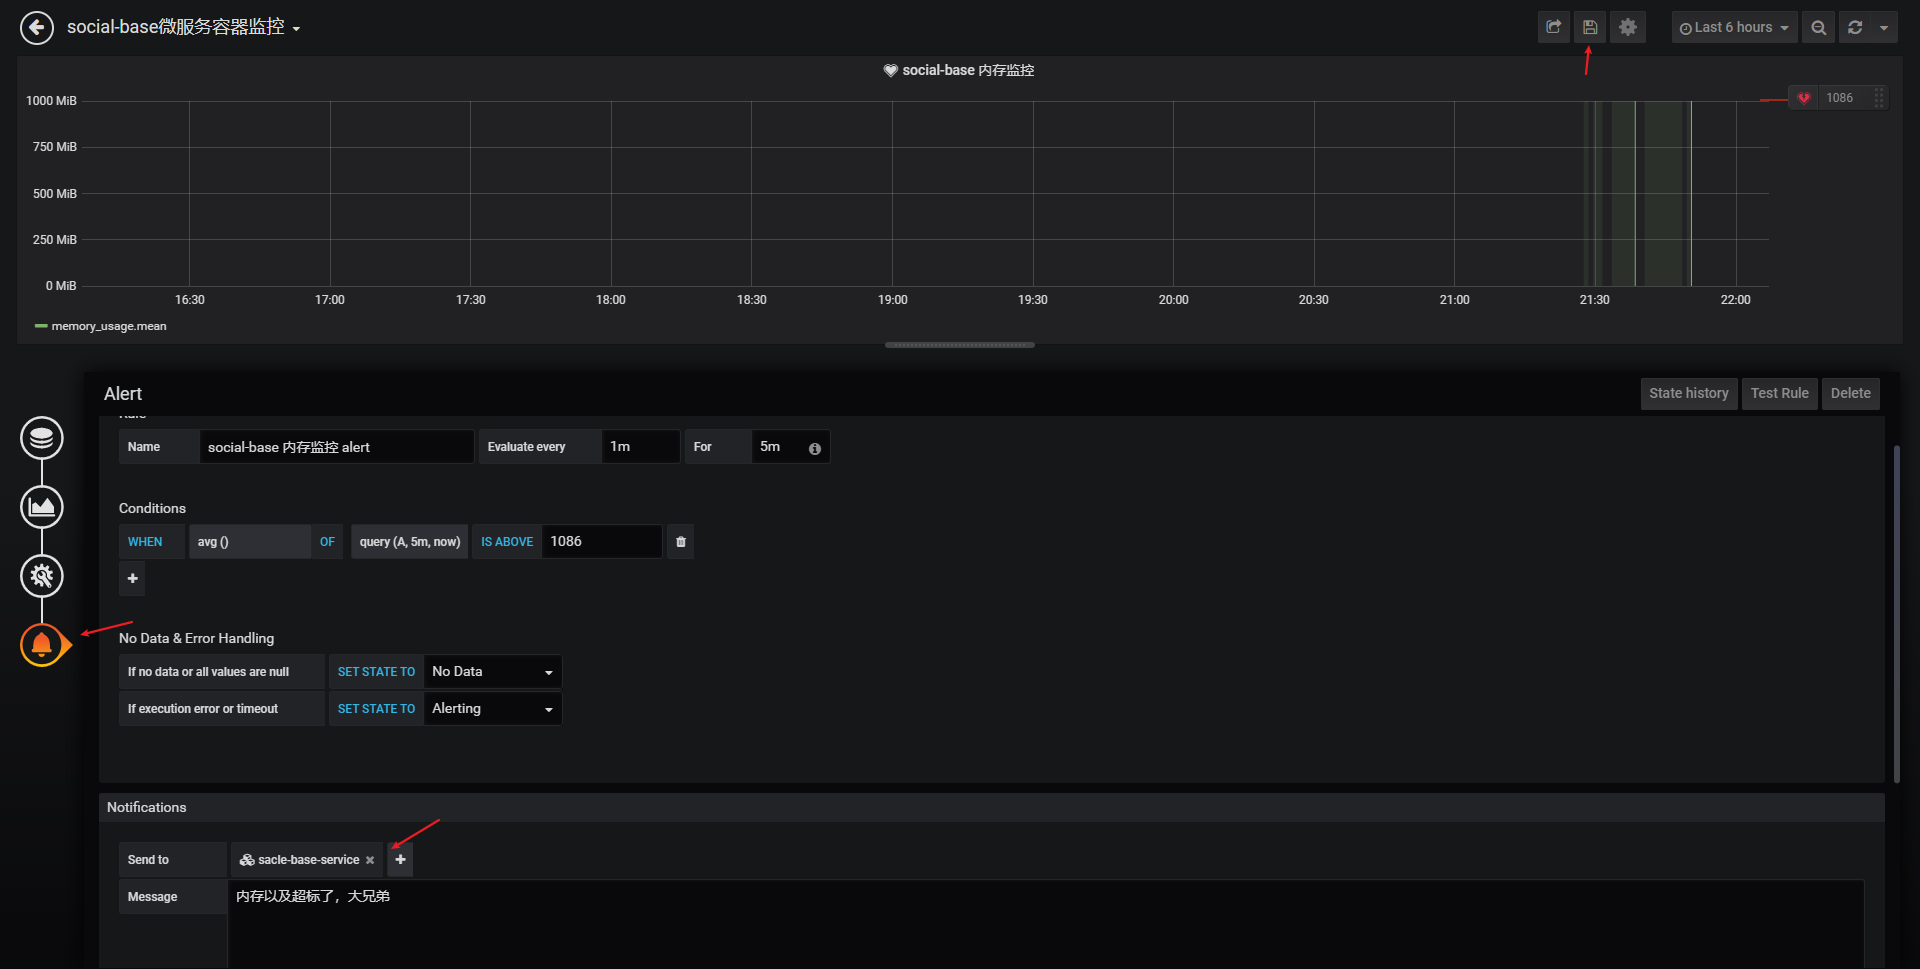 social-base微服务容器监控
Last 6 hours
social-base 内存监控
1000 MiB
750 MiB
500 MiB
250 MiB
0 MiB
1086
16:30 17:00 17:30 18:00 18:30 19:00 19:30 20:00 20:30 21:00 21:30 22:00
memory_usage.mean
Alert
State history Test Rule Delete
Rule
Name social-base 内存监控 alert Evaluate every 1m For 5m
Conditions
WHEN avg () OF query (A, 5m, now) IS ABOVE 1086
No Data & Error Handling
If no data or all values are null SET STATE TO No Data
If execution error or timeout SET STATE TO Alerting
Notifications
Send to sacle-base-service
Message 内存以及超标了，大兄弟